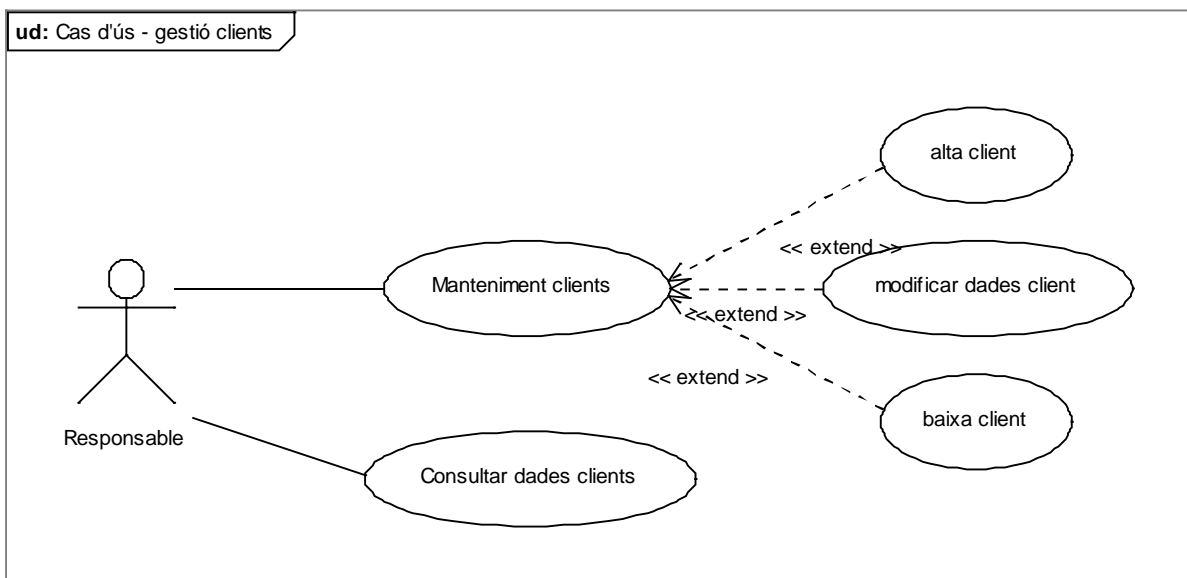 ud: Cas d'ús - gestió clients
alta client
<< extend >>
Manteniment clients
modificar dades client
<< extend >>
<< extend >>
baixa client
Responsable
Consultar dades clients